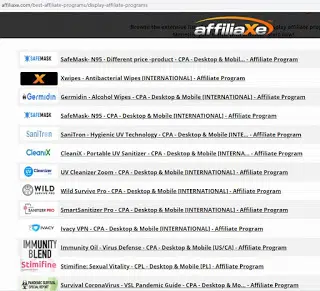 affiliaxe.com/best-affiliate-programs/display-affiliate-programs
affiliaXe
SAFEMASK SafeMask- N95 - Different price -product - CPA - Desktop & Mobil... - Affiliate Program
X Xwipes - Antibacterial Wipes [INTERNATIONAL] - Affiliate Program
Germidin Germidin - Alcohol Wipes - CPA - Desktop & Mobile [INTERNATIONAL] - Affiliate Program
SAFEMASK SafeMask- N95 - CPA - Desktop & Mobile [INTERNATIONAL] - Affiliate Program
SaniTron SaniTron - Hygienic UV Technology - CPA - Desktop & Mobile [INTE... - Affiliate Program
CleaniX CleaniX - Portable UV Sanitizer - CPA - Desktop & Mobile [INTERN... - Affiliate Program
Cleanizer UV Cleanizer Zoom - CPA - Desktop & Mobile [INTERNATIONAL] - Affiliate Program
WILD SURVIVE PRO Wild Survive Pro - CPA - Desktop & Mobile [INTERNATIONAL] - Affiliate Program
SANITIZER PRO SmartSanitizer Pro - CPA - Desktop & Mobile [INTERNATIONAL] - Affiliate Program
IVACY Ivacy VPN - CPA - Desktop & Mobile [INTERNATIONAL] - Affiliate Program
IMMUNITY BLEND Immunity Oil - Virus Defense - CPA - Desktop & Mobile [US/CA] - Affiliate Program
Stimifine Stimifine: Sexual Vitality - CPL - Desktop & Mobile [PL] - Affiliate Program
PANDEMIC SURVIVAL Survival CoronaVirus - VSL Pandemic Guide - CPA - Desktop & Mo... - Affiliate Program